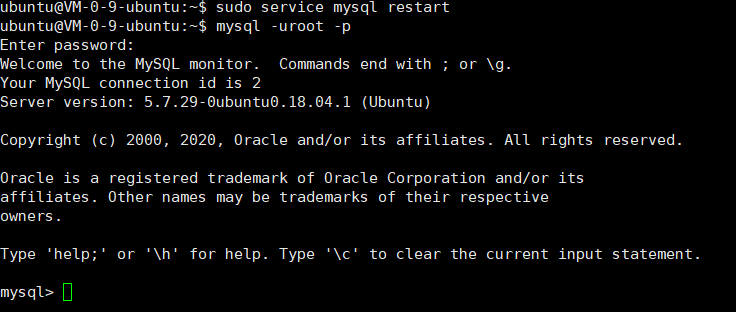 ubuntu@VM-0-9-ubuntu:~$ sudo service mysql restart
ubuntu@VM-0-9-ubuntu:~$ mysql -uroot -p
Enter password:
Welcome to the MySQL monitor.  Commands end with ; or \g.
Your MySQL connection id is 2
Server version: 5.7.29-0ubuntu0.18.04.1 (Ubuntu)
Copyright (c) 2000, 2020, Oracle and/or its affiliates. All rights reserved.
Oracle is a registered trademark of Oracle Corporation and/or its
affiliates. Other names may be trademarks of their respective
owners.
Type 'help;' or '\h' for help. Type '\c' to clear the current input statement.
mysql>